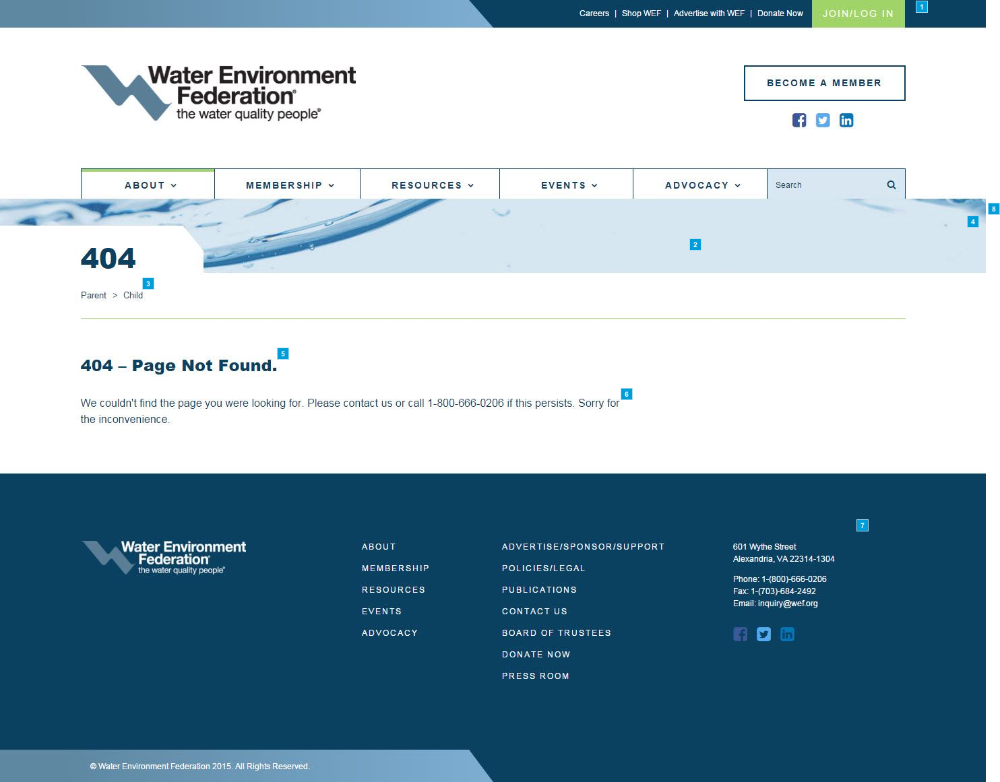 Careers | Shop WEF | Advertise with WEF | Donate Now JOIN/LOG IN 1
Water Environment
Federation®
the water quality people®
BECOME A MEMBER
ABOUT MEMBERSHIP RESOURCES EVENTS ADVOCACY Search
8
4
2
404
3
Parent > Child
5
404 – Page Not Found.
6
We couldn't find the page you were looking for. Please contact us or call 1-800-666-0206 if this persists. Sorry for
the inconvenience.
7
Water Environment
Federation®
the water quality people®
ABOUT
MEMBERSHIP
RESOURCES
EVENTS
ADVOCACY
ADVERTISE/SPONSOR/SUPPORT
POLICIES/LEGAL
PUBLICATIONS
CONTACT US
BOARD OF TRUSTEES
DONATE NOW
PRESS ROOM
601 Wythe Street
Alexandria, VA 22314-1304
Phone: 1-(800)-666-0206
Fax: 1-(703)-684-2492
Email: inquiry@wef.org
© Water Environment Federation 2015. All Rights Reserved.